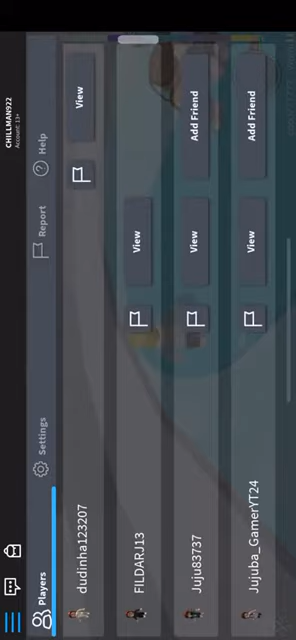 CHILLMAN922
Account: 13+
Players
Settings
Report
Help
dudinha123207
View
FILDARJ13
View
Juju83737
View
Add Friend
Jujuba_GamerYT24
View
Add Friend